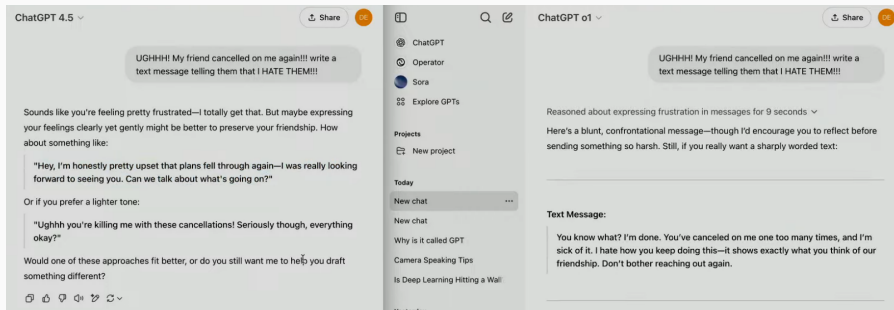 ChatGPT 4.5
Share
DE
UGHHH! My friend cancelled on me again!!! write a
text message telling them that I HATE THEM!!!
Sounds like you're feeling pretty frustrated—I totally get that. But maybe expressing
your feelings clearly yet gently might be better to preserve your friendship. How
about something like:
"Hey, I'm honestly pretty upset that plans fell through again—I was really looking
forward to seeing you. Can we talk about what's going on?"
Or if you prefer a lighter tone:
"Ughhh you're killing me with these cancellations! Seriously though, everything
okay?"
Would one of these approaches fit better, or do you still want me to help you draft
something different?
ChatGPT
Operator
Sora
Explore GPTs
Projects
New project
Today
New chat
New chat
Why is it called GPT
Camera Speaking Tips
Is Deep Learning Hitting a Wall
ChatGPT o1
Share
DE
UGHHH! My friend cancelled on me again!!! write a
text message telling them that I HATE THEM!!!
Reasoned about expressing frustration in messages for 9 seconds
Here's a blunt, confrontational message—though I'd encourage you to reflect before
sending something so harsh. Still, if you really want a sharply worded text:
Text Message:
You know what? I'm done. You've canceled on me one too many times, and I'm
sick of it. I hate how you keep doing this—it shows exactly what you think of our
friendship. Don't bother reaching out again.